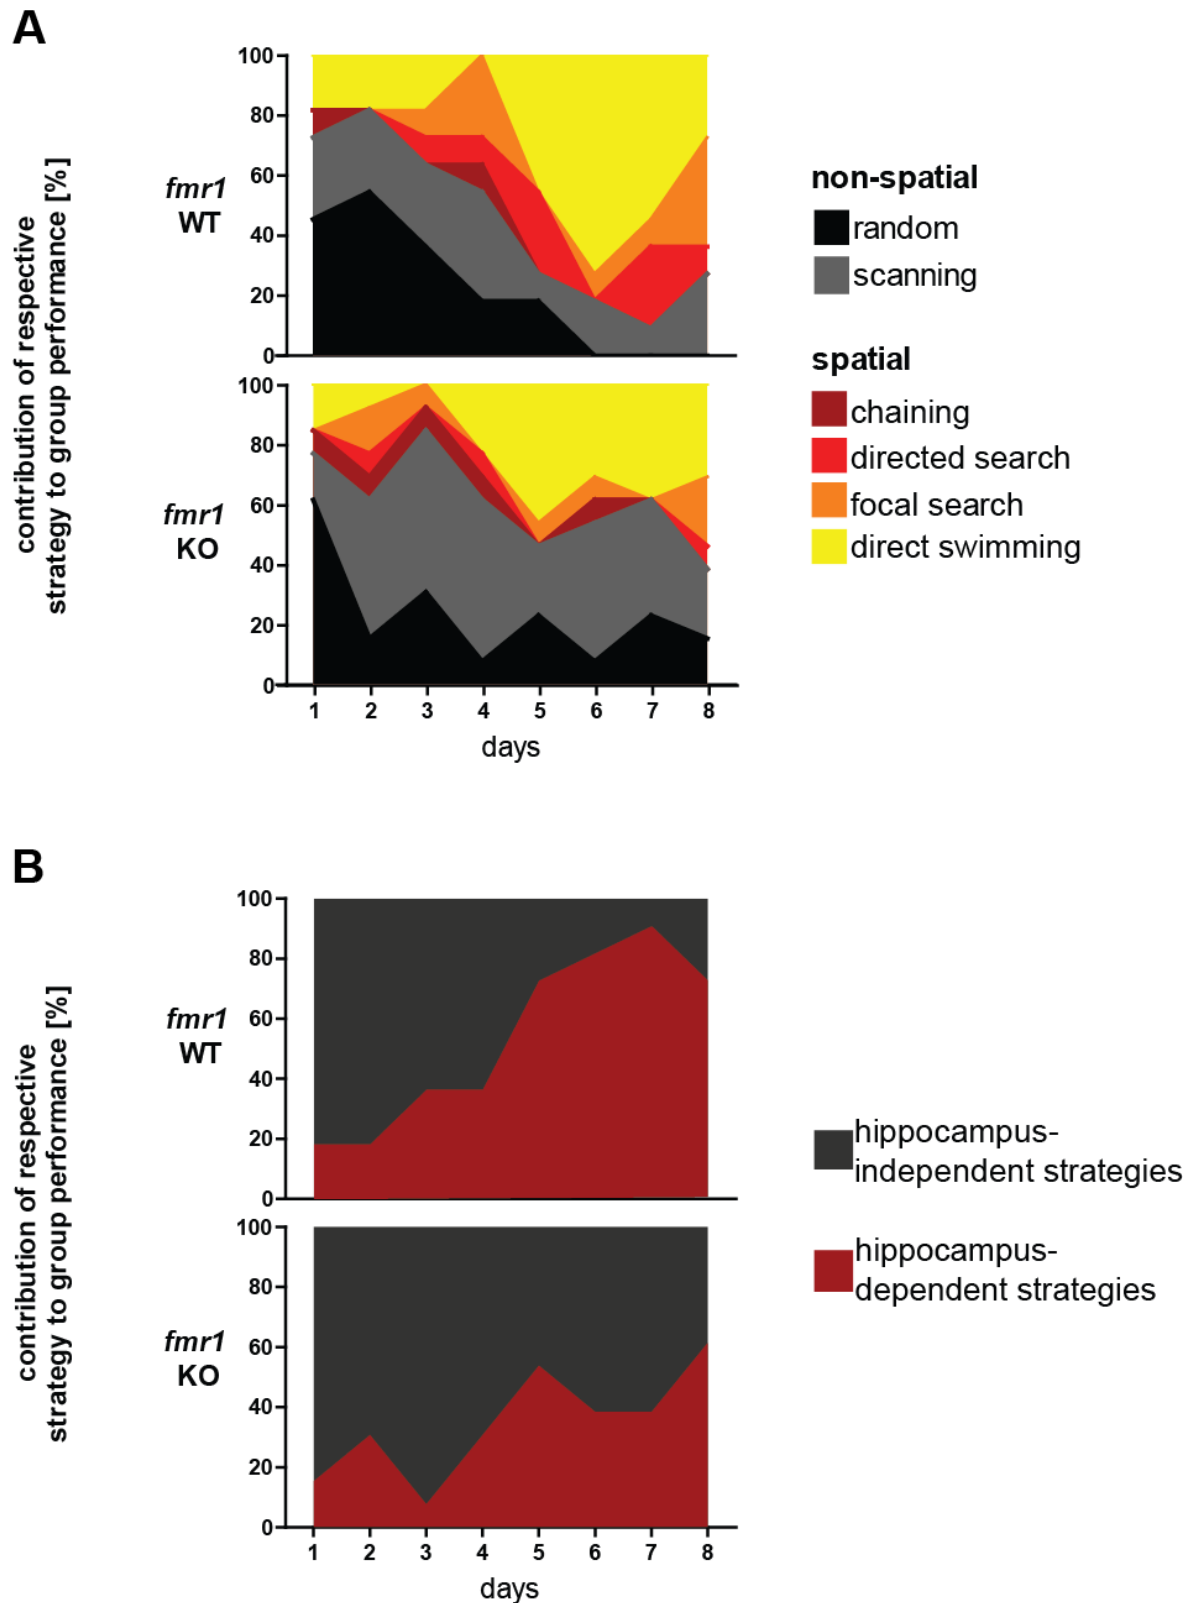 A
contribution of respective
strategy to group performance [%]
fmr1
WT
100
80
60
40
20
0
fmr1
KO
100
80
60
40
20
0
1 2 3 4 5 6 7 8
days
non-spatial
random
scanning
spatial
chaining
directed search
focal search
direct swimming
B
contribution of respective
strategy to group performance [%]
fmr1
WT
100
80
60
40
20
0
fmr1
KO
100
80
60
40
20
0
1 2 3 4 5 6 7 8
days
hippocampus-
independent strategies
hippocampus-
dependent strategies